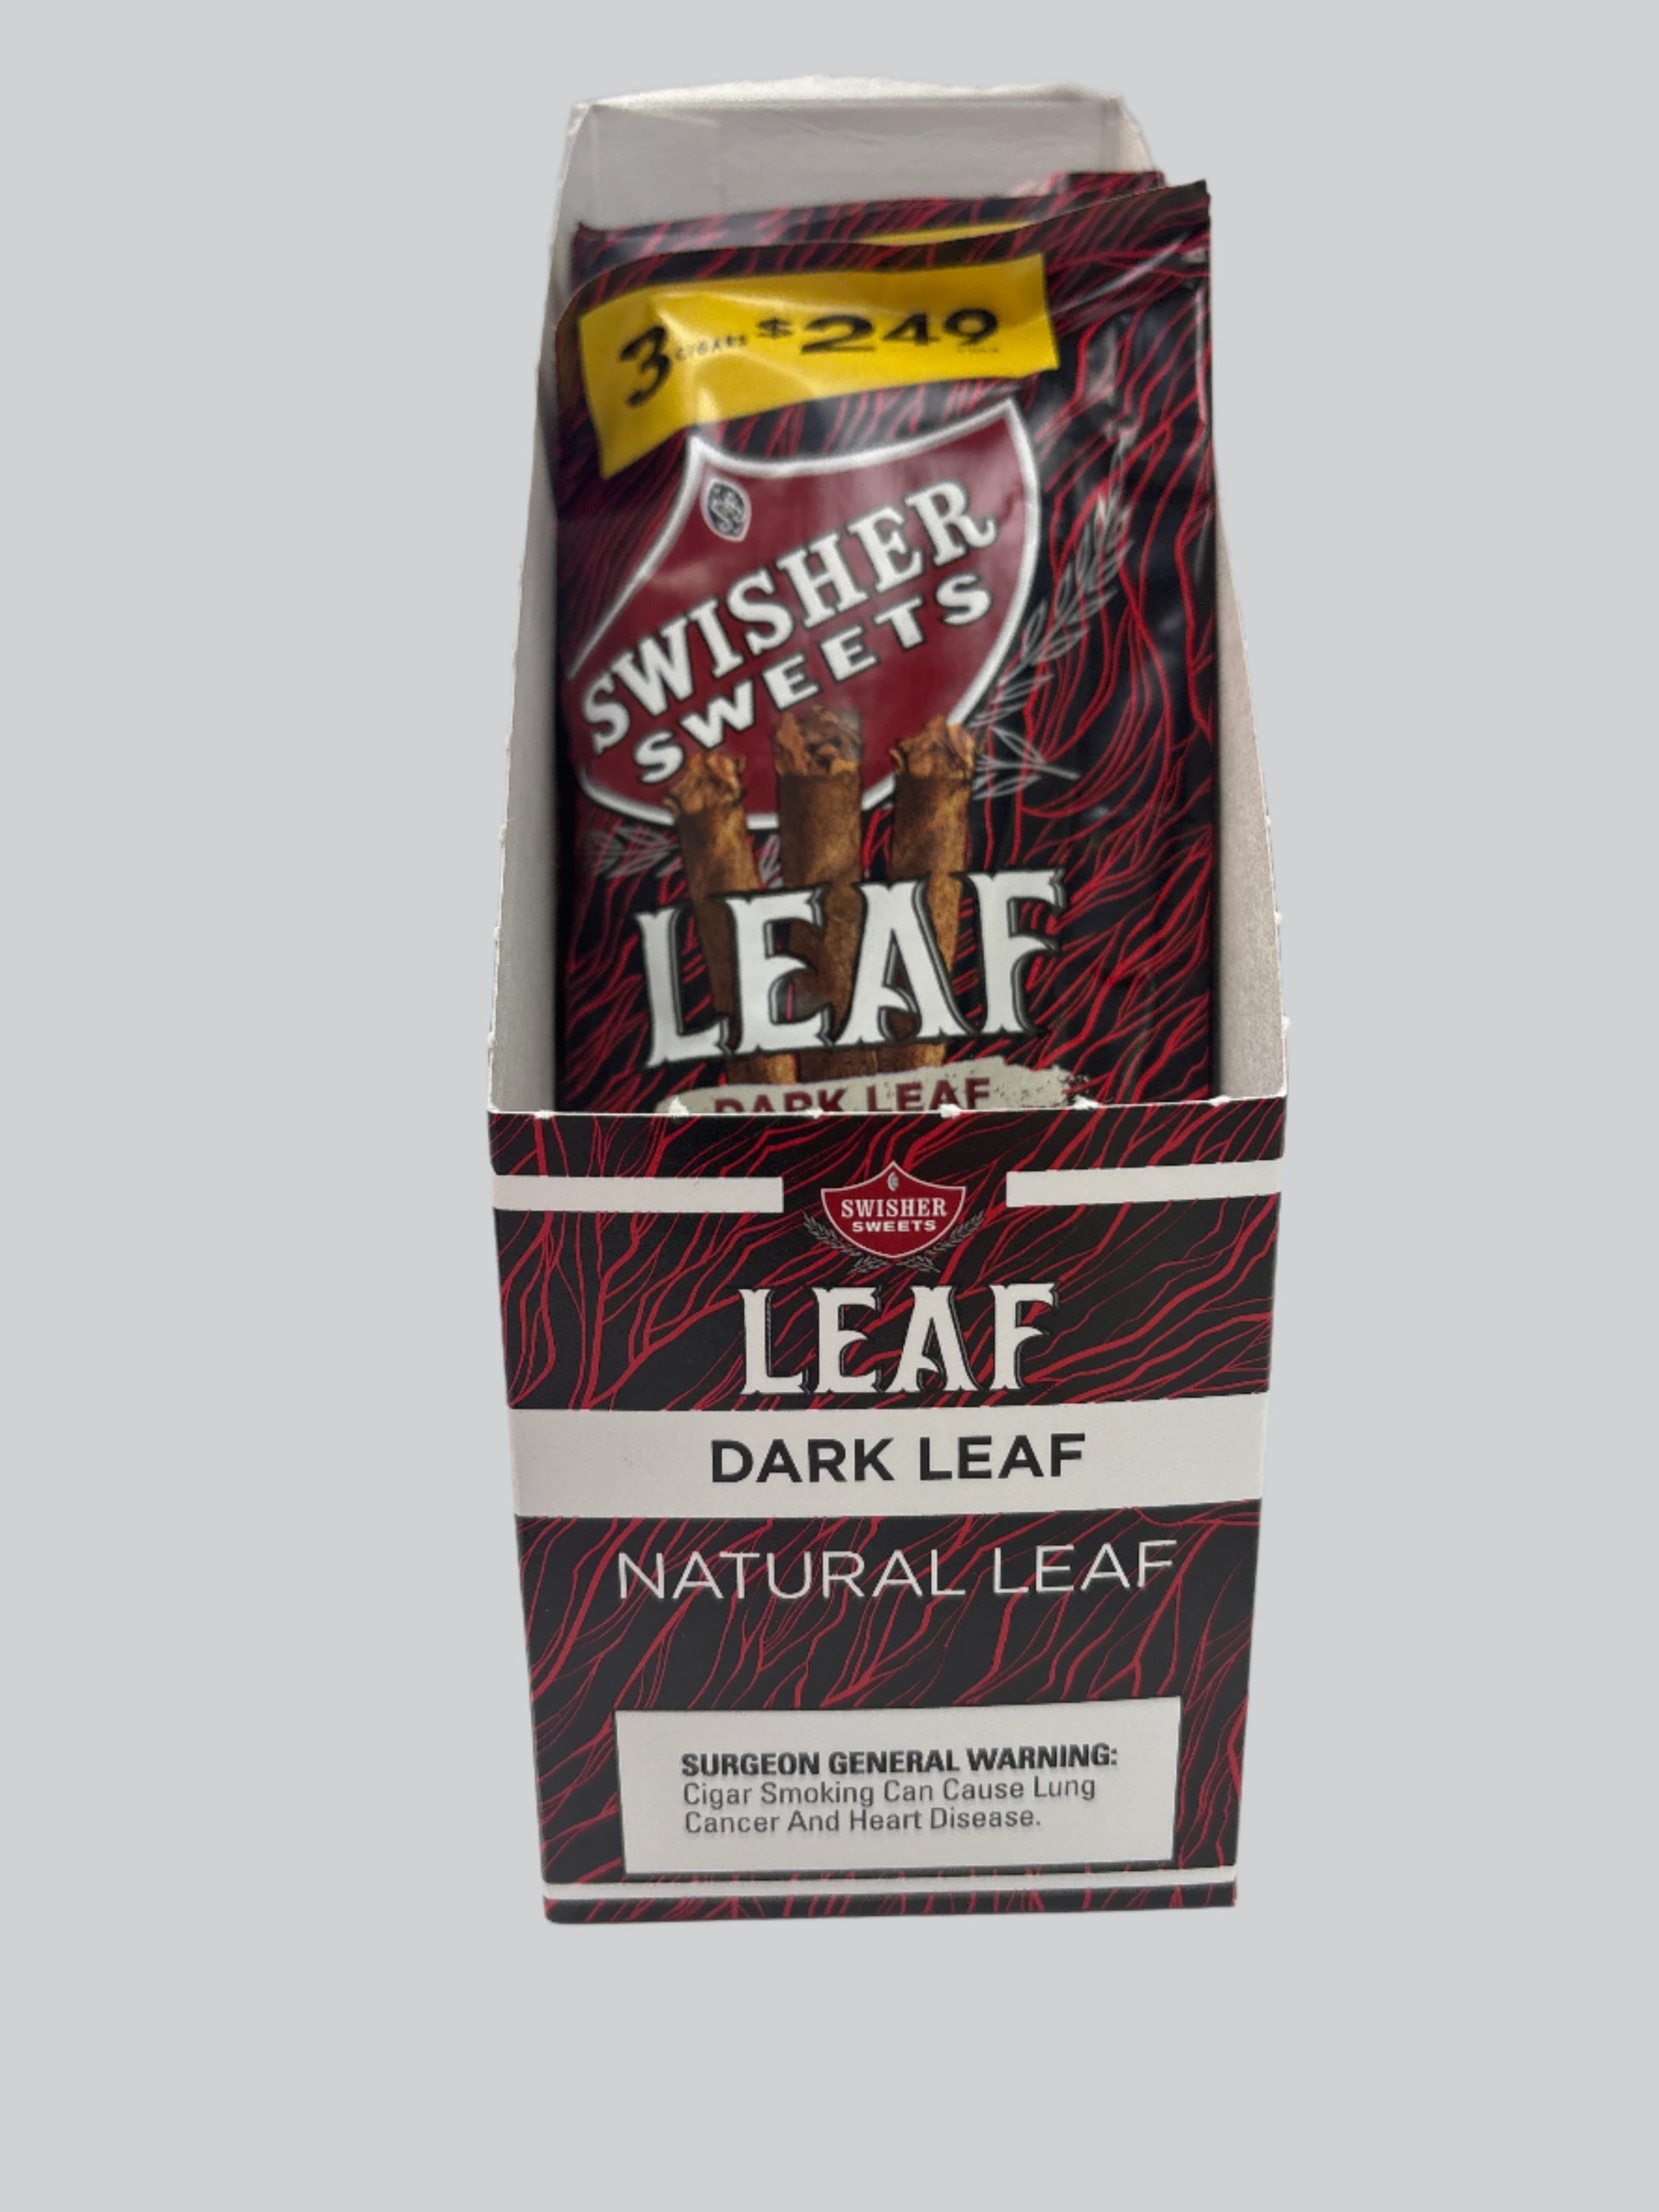 3 CIGARS $2.49
SWISHER
SWEETS
LEAF
DARK LEAF
SWISHER
SWEETS
LEAF
DARK LEAF
NATURAL LEAF
SURGEON GENERAL WARNING:
Cigar Smoking Can Cause Lung
Cancer And Heart Disease.